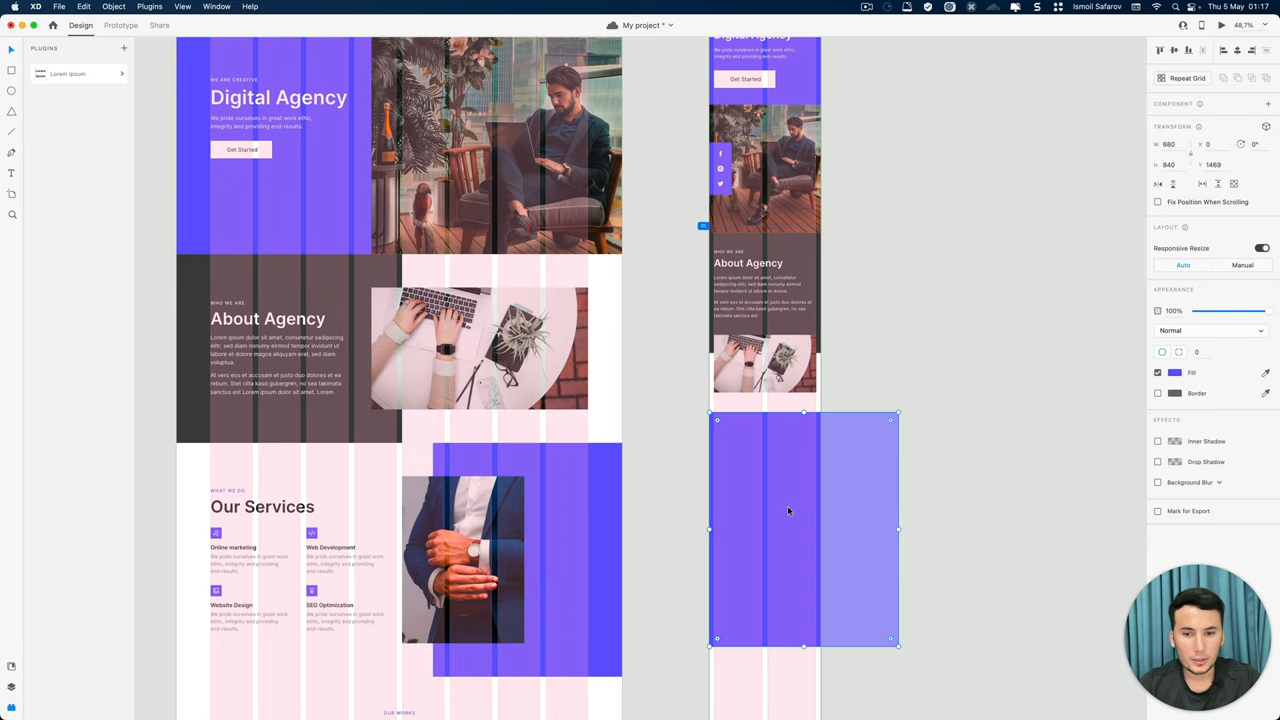 XD
File
Edit
Object
Plugins
View
Window
Help
Ismoil Safarov
Thu 5 May 01:17
Design
Prototype
Share
My project *
48,7%
PLUGINS
Lorem Ipsum
Lorem Ipsum
WE ARE CREATIVE
Digital Agency
We pride ourselves in great work ethic,
integrity and providing end-results.
Get Started
WHO WE ARE
About Agency
Lorem ipsum dolor sit amet, consetetur sadipscing
elitr, sed diam nonumy eirmod tempor invidunt ut
labore et dolore magna aliquyam erat, sed diam
voluptua.
At vero eos et accusam et justo duo dolores et ea
rebum. Stet clita kasd gubergren, no sea takimata
sanctus est Lorem ipsum dolor sit amet. Lorem
WHAT WE DO
Our Services
Online marketing
We pride ourselves in great work
ethic, integrity and providing
end-results.
Web Development
We pride ourselves in great work
ethic, integrity and providing
end-results.
Website Design
We pride ourselves in great work
ethic, integrity and providing
end-results.
SEO Optimization
We pride ourselves in great work
ethic, integrity and providing
end-results.
OUR WORKS
Digital Agency
We pride ourselves in great work ethic,
integrity and providing end-results.
Get Started
WHO WE ARE
About Agency
Lorem ipsum dolor sit amet, consetetur
sadipscing elitr, sed diam nonumy eirmod
tempor invidunt ut labore et dolore.
At vero eos et accusam et justo duo dolores et
ea rebum. Stet clita kasd gubergren, no sea
takimata sanctus est.
Repeat Grid
COMPONENT
TRANSFORM
W 680
X 0
0°
H 840
Y 1469
Fix Position When Scrolling
LAYOUT
Responsive Resize
Auto
Manual
APPEARANCE
100%
Normal
0
Fill
Border
EFFECTS
Inner Shadow
Drop Shadow
Background Blur
Mark for Export